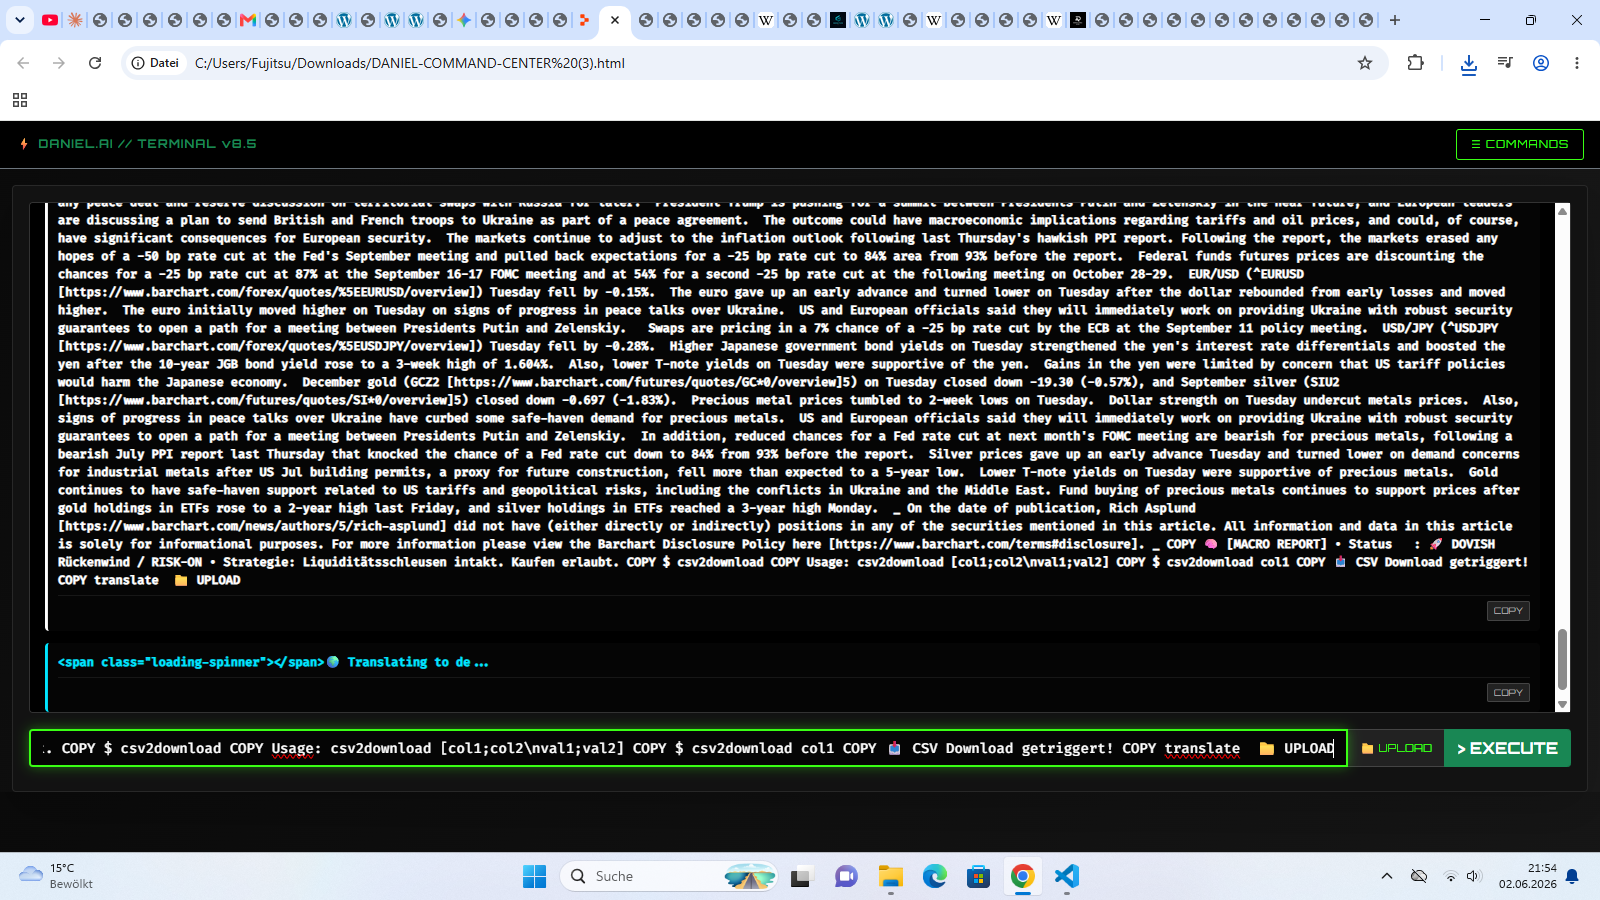 Datei
C:/Users/Fujitsu/Downloads/DANIEL-COMMAND-CENTER%20(3).html
DANIEL.AI // TERMINAL v8.5
☰ COMMANDS
any peace deal and reserve discussion on territorial swaps with Russia for later.  President Trump is pushing for a summit between Presidents Putin and Zelenskiy in the near future, and European leaders
are discussing a plan to send British and French troops to Ukraine as part of a peace agreement.  The outcome could have macroeconomic implications regarding tariffs and oil prices, and could, of course,
have significant consequences for European security.  The markets continue to adjust to the inflation outlook following last Thursday's hawkish PPI report. Following the report, the markets erased any
hopes of a -50 bp rate cut at the Fed's September meeting and pulled back expectations for a -25 bp rate cut to 84% area from 93% before the report.  Federal funds futures prices are discounting the
chances for a -25 bp rate cut at 87% at the September 16-17 FOMC meeting and at 54% for a second -25 bp rate cut at the following meeting on October 28-29.  EUR/USD (^EURUSD
[https://www.barchart.com/forex/quotes/%5EEURUSD/overview]) Tuesday fell by -0.15%.  The euro gave up an early advance and turned lower on Tuesday after the dollar rebounded from early losses and moved
higher.  The euro initially moved higher on Tuesday on signs of progress in peace talks over Ukraine.  US and European officials said they will immediately work on providing Ukraine with robust security
guarantees to open a path for a meeting between Presidents Putin and Zelenskiy.   Swaps are pricing in a 7% chance of a -25 bp rate cut by the ECB at the September 11 policy meeting.  USD/JPY (^USDJPY
[https://www.barchart.com/forex/quotes/%5EUSDJPY/overview]) Tuesday fell by -0.28%.  Higher Japanese government bond yields on Tuesday strengthened the yen's interest rate differentials and boosted the
yen after the 10-year JGB bond yield rose to a 3-week high of 1.604%.  Also, lower T-note yields on Tuesday were supportive of the yen.  Gains in the yen were limited by concern that US tariff policies
would harm the Japanese economy.  December gold (GCZ2 [https://www.barchart.com/futures/quotes/GC*0/overview]5) on Tuesday closed down -19.30 (-0.57%), and September silver (SIU2
[https://www.barchart.com/futures/quotes/SI*0/overview]5) closed down -0.697 (-1.83%).  Precious metal prices tumbled to 2-week lows on Tuesday.  Dollar strength on Tuesday undercut metals prices.  Also,
signs of progress in peace talks over Ukraine have curbed some safe-haven demand for precious metals.  US and European officials said they will immediately work on providing Ukraine with robust security
guarantees to open a path for a meeting between Presidents Putin and Zelenskiy.  In addition, reduced chances for a Fed rate cut at next month's FOMC meeting are bearish for precious metals, following a
bearish July PPI report last Thursday that knocked the chance of a Fed rate cut down to 84% from 93% before the report.  Silver prices gave up an early advance Tuesday and turned lower on demand concerns
for industrial metals after US Jul building permits, a proxy for future construction, fell more than expected to a 5-year low.  Lower T-note yields on Tuesday were supportive of precious metals.  Gold
continues to have safe-haven support related to US tariffs and geopolitical risks, including the conflicts in Ukraine and the Middle East. Fund buying of precious metals continues to support prices after
gold holdings in ETFs rose to a 2-year high last Friday, and silver holdings in ETFs reached a 3-year high Monday.  _ On the date of publication, Rich Asplund
[https://www.barchart.com/news/authors/5/rich-asplund] did not have (either directly or indirectly) positions in any of the securities mentioned in this article. All information and data in this article
is solely for informational purposes. For more information please view the Barchart Disclosure Policy here [https://www.barchart.com/terms#disclosure]. _ COPY 🧠 [MACRO REPORT] • Status   : 🚀 DOVISH
Rückenwind / RISK-ON • Strategie: Liquiditätsschleusen intakt. Kaufen erlaubt. COPY $ csv2download COPY Usage: csv2download [col1;col2\nval1;val2] COPY $ csv2download col1 COPY 📥 CSV Download getriggert!
COPY translate  📁 UPLOAD
COPY
<span class="loading-spinner"></span>🌍 Translating to de...
COPY
t. COPY $ csv2download COPY Usage: csv2download [col1;col2\nval1;val2] COPY $ csv2download col1 COPY 📥 CSV Download getriggert! COPY translate  📁 UPLOAD
📁 UPLOAD
> EXECUTE
15°C
Bewölkt
Suche
21:54
02.06.2026